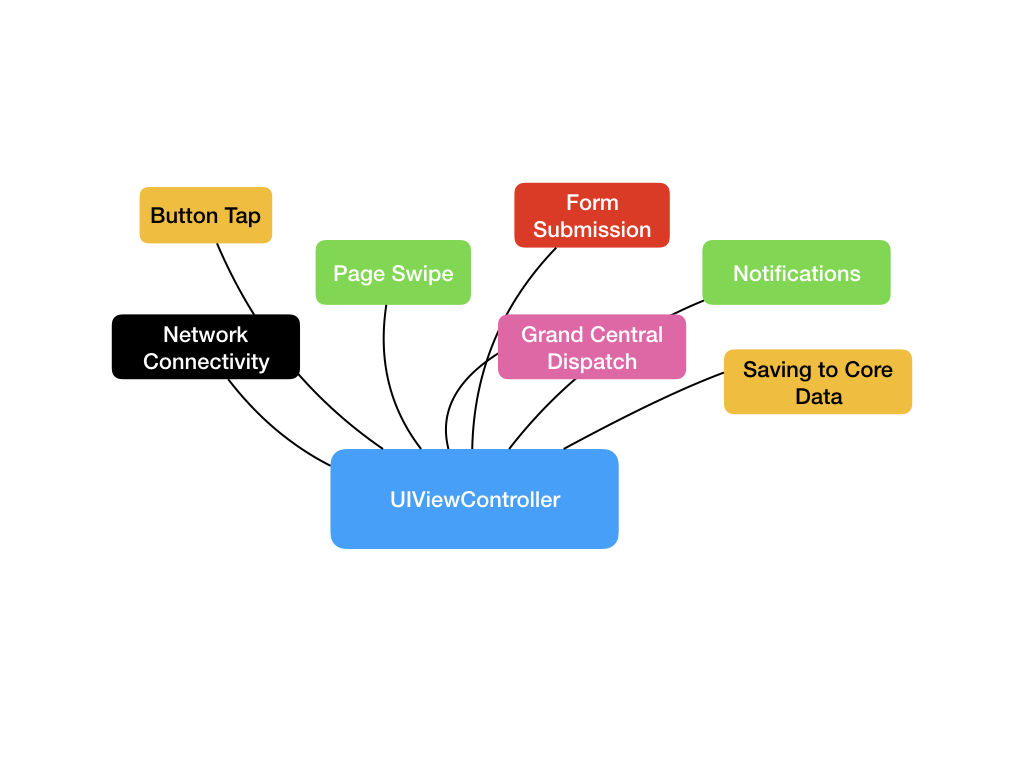 Button Tap
Form
Submission
Page Swipe
Notifications
Network
Connectivity
Grand Central
Dispatch
Saving to Core
Data
UIViewController